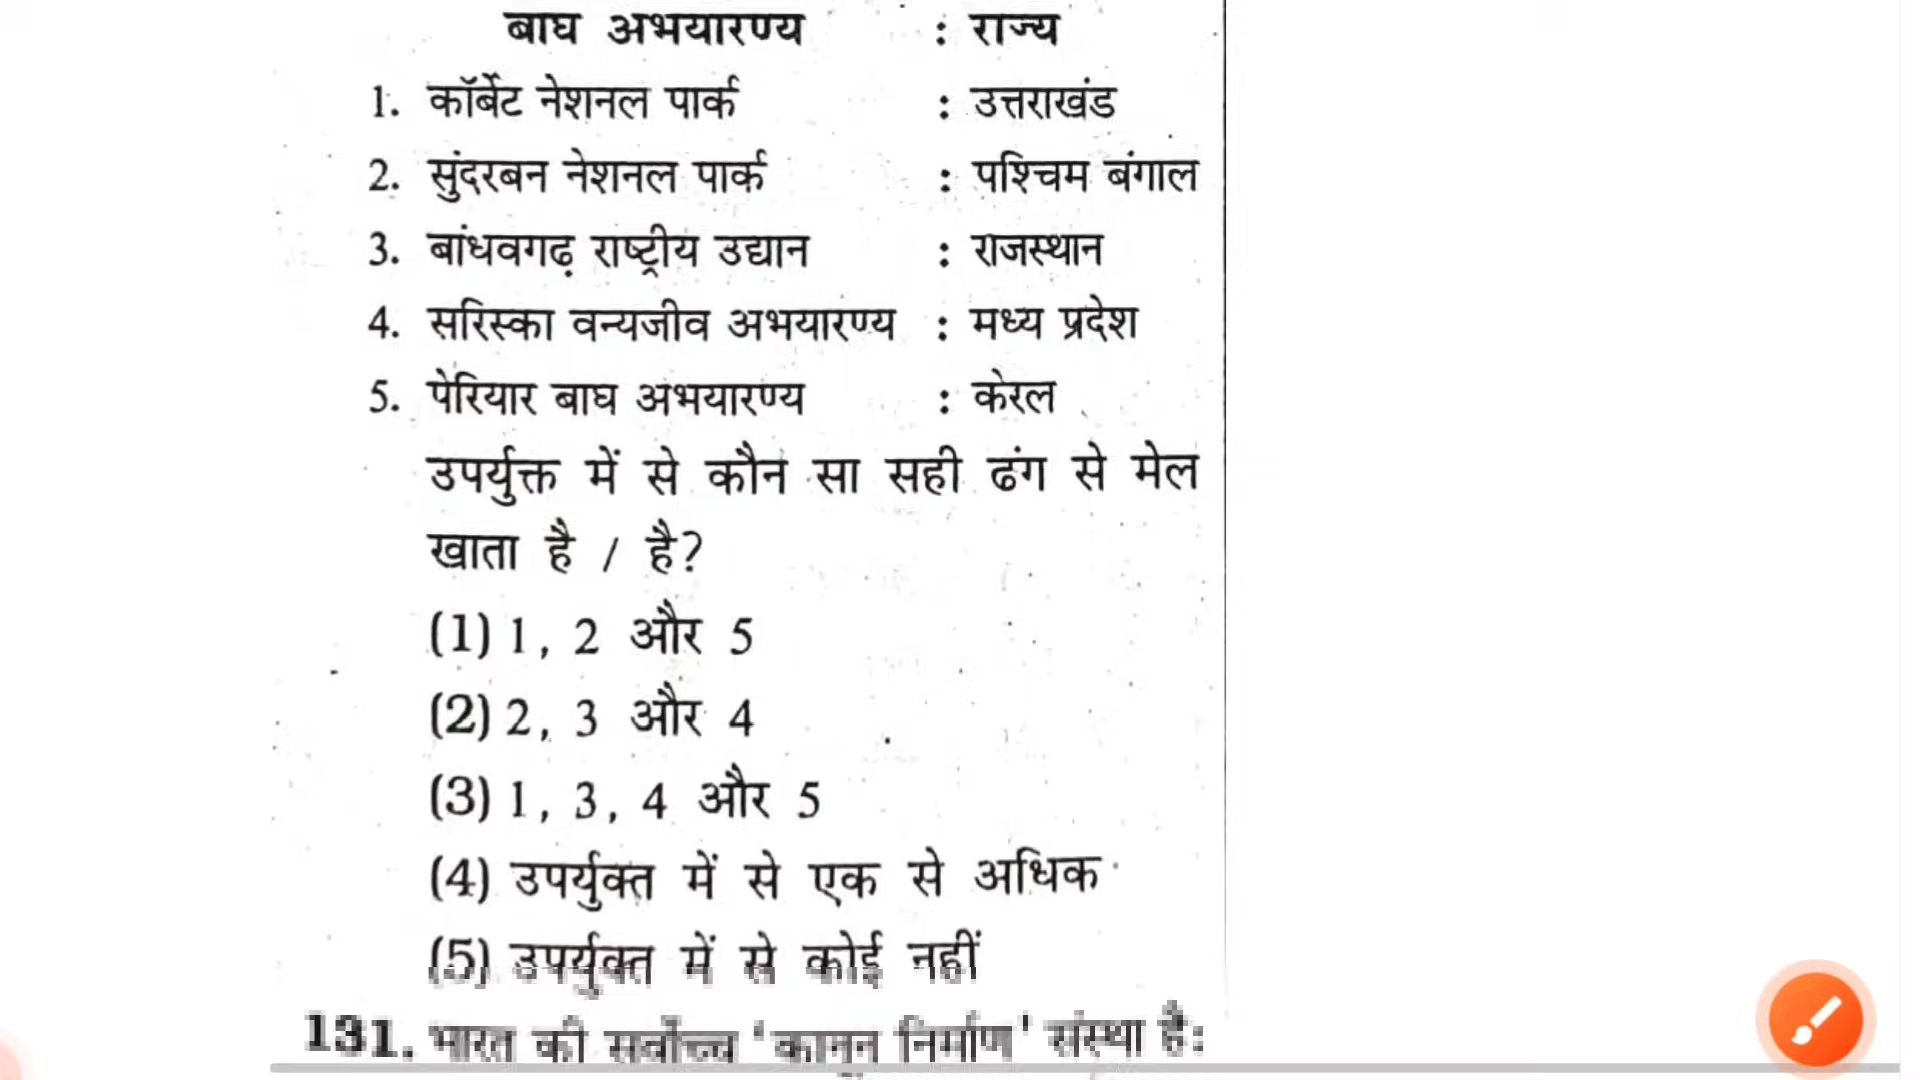 बाघ अभयारण्य : राज्य
1. कॉर्बेट नेशनल पार्क : उत्तराखंड
2. सुंदरबन नेशनल पार्क : पश्चिम बंगाल
3. बांधवगढ़ राष्ट्रीय उद्यान : राजस्थान
4. सरिस्का वन्यजीव अभयारण्य : मध्य प्रदेश
5. पेरियार बाघ अभयारण्य : केरल
उपर्युक्त में से कौन सा सही ढंग से मेल
खाता है / है?
(1) 1, 2 और 5
(2) 2, 3 और 4
(3) 1, 3, 4 और 5
(4) उपर्युक्त में से एक से अधिक
(5) उपर्युक्त में से कोई नहीं
131. भारत की सर्वोच्च 'कानून निर्माण' संस्था है: